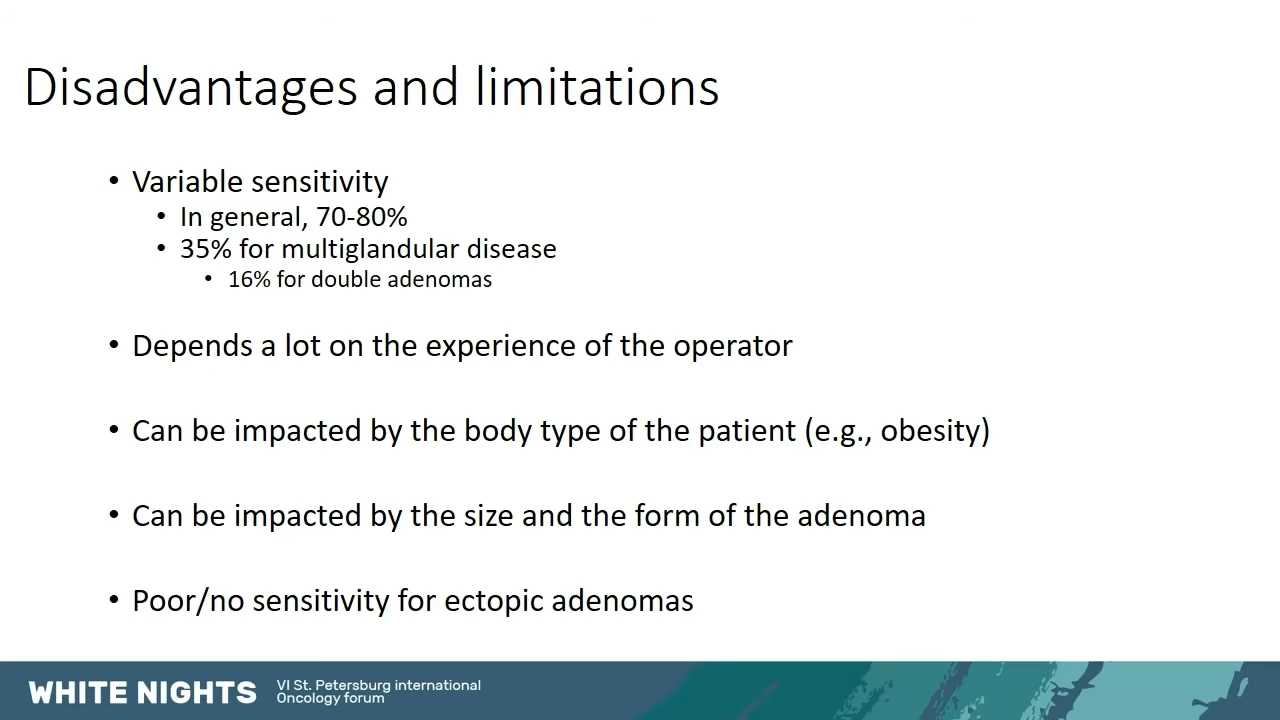 Disadvantages and limitations
• Variable sensitivity
• In general, 70-80%
• 35% for multiglandular disease
• 16% for double adenomas
• Depends a lot on the experience of the operator
• Can be impacted by the body type of the patient (e.g., obesity)
• Can be impacted by the size and the form of the adenoma
• Poor/no sensitivity for ectopic adenomas
WHITE NIGHTS
VI St. Petersburg international
Oncology forum